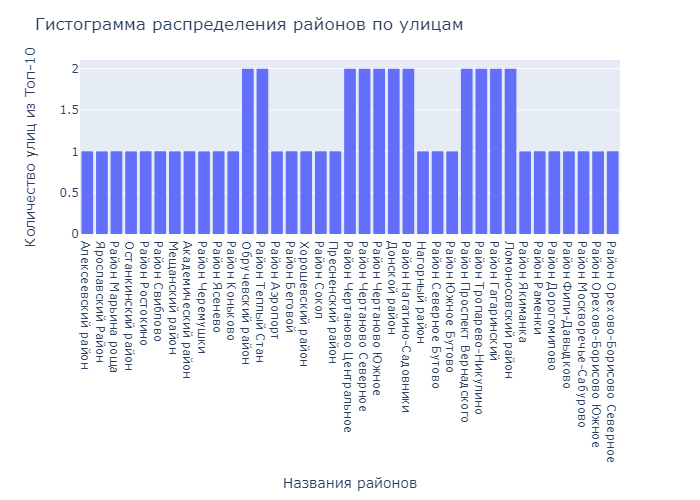 Гистограмма распределения районов по улицам
Количество улиц из Топ-10
2
1.5
1
0.5
0
Алексеевский район
Ярославский Район
Район Марьина роща
Останкинский район
Район Ростокино
Район Свиблово
Мещанский район
Академический район
Район Черемушки
Район Ясенево
Район Коньково
Обручевский район
Район Теплый Стан
Район Аэропорт
Район Беговой
Хорошевский район
Район Сокол
Пресненский район
Район Чертаново Центральное
Район Чертаново Северное
Район Чертаново Южное
Донской район
Район Нагатино-Садовники
Нагорный район
Район Северное Бутово
Район Южное Бутово
Район Проспект Вернадского
Район Тропарево-Никулино
Район Гагаринский
Ломоносовский район
Район Якиманка
Район Раменки
Район Дорогомилово
Район Фили-Давыдково
Район Москворечье-Сабурово
Район Орехово-Борисово Южное
Район Орехово-Борисово Северное
Названия районов